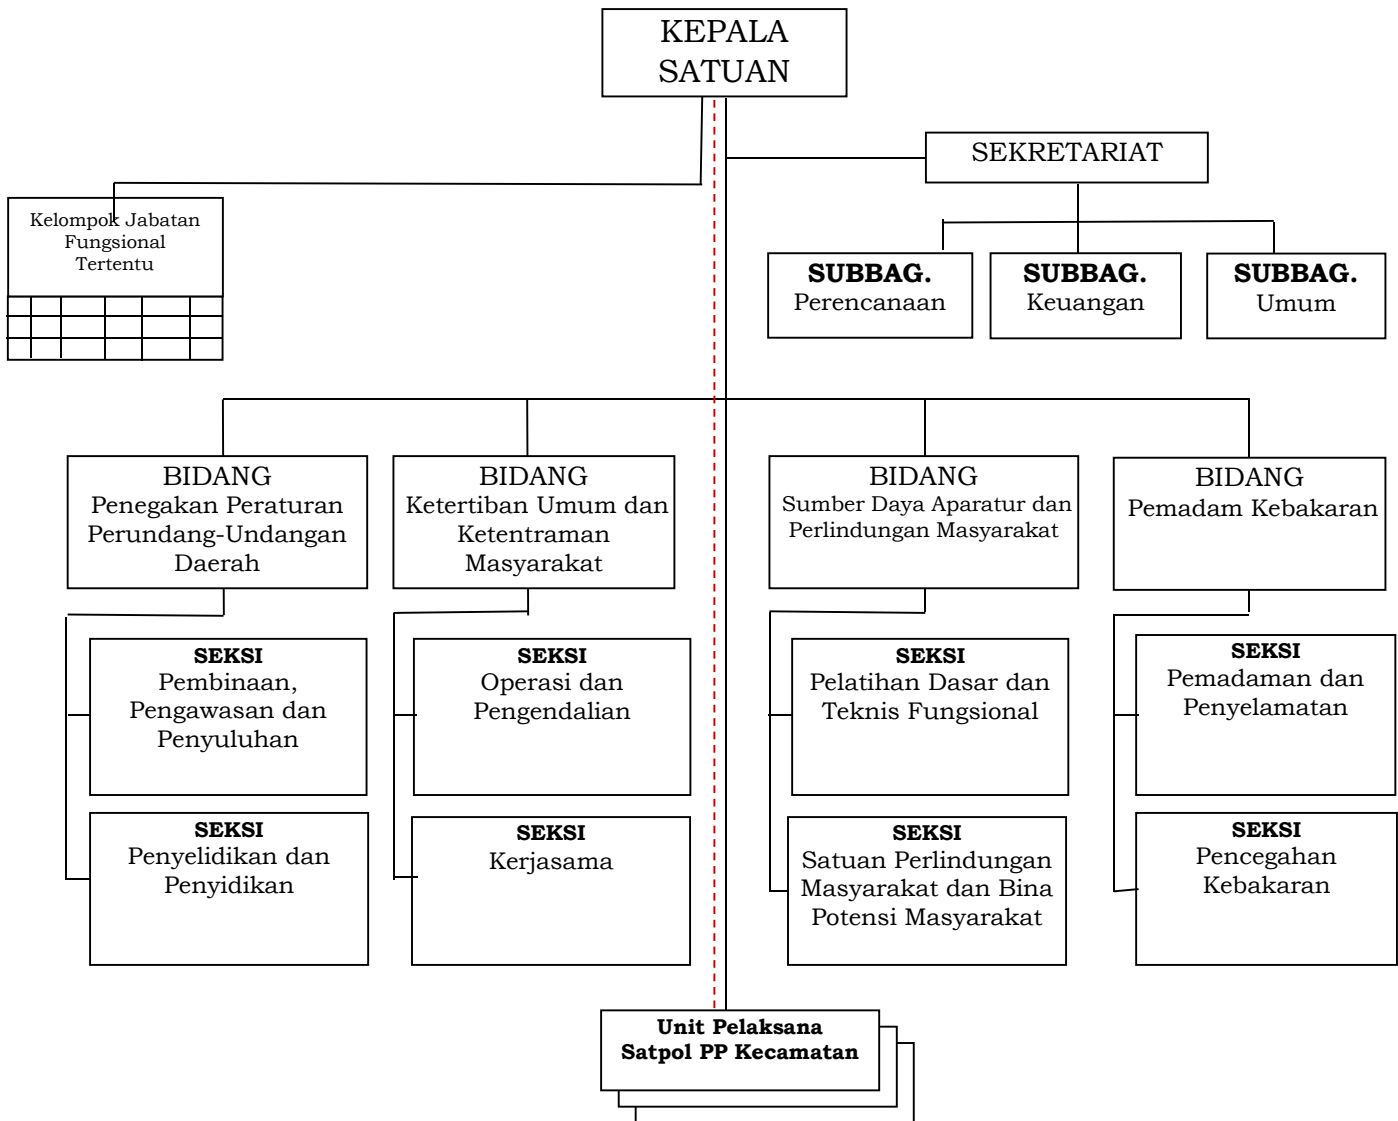 KEPALA
SATUAN
SEKRETARIAT
Kelompok Jabatan
Fungsional
Tertentu
SUBBAG.
Perencanaan
SUBBAG.
Keuangan
SUBBAG.
Umum
BIDANG
Penegakan Peraturan
Perundang-Undangan
Daerah
BIDANG
Ketertiban Umum dan
Ketentraman
Masyarakat
BIDANG
Sumber Daya Aparatur dan
Perlindungan Masyarakat
BIDANG
Pemadam Kebakaran
SEKSI
Pembinaan,
Pengawasan dan
Penyuluhan
SEKSI
Operasi dan
Pengendalian
SEKSI
Pelatihan Dasar dan
Teknis Fungsional
SEKSI
Pemadaman dan
Penyelamatan
SEKSI
Penyelidikan dan
Penyidikan
SEKSI
Kerjasama
SEKSI
Satuan Perlindungan
Masyarakat dan Bina
Potensi Masyarakat
SEKSI
Pencegahan
Kebakaran
Unit Pelaksana
Satpol PP Kecamatan